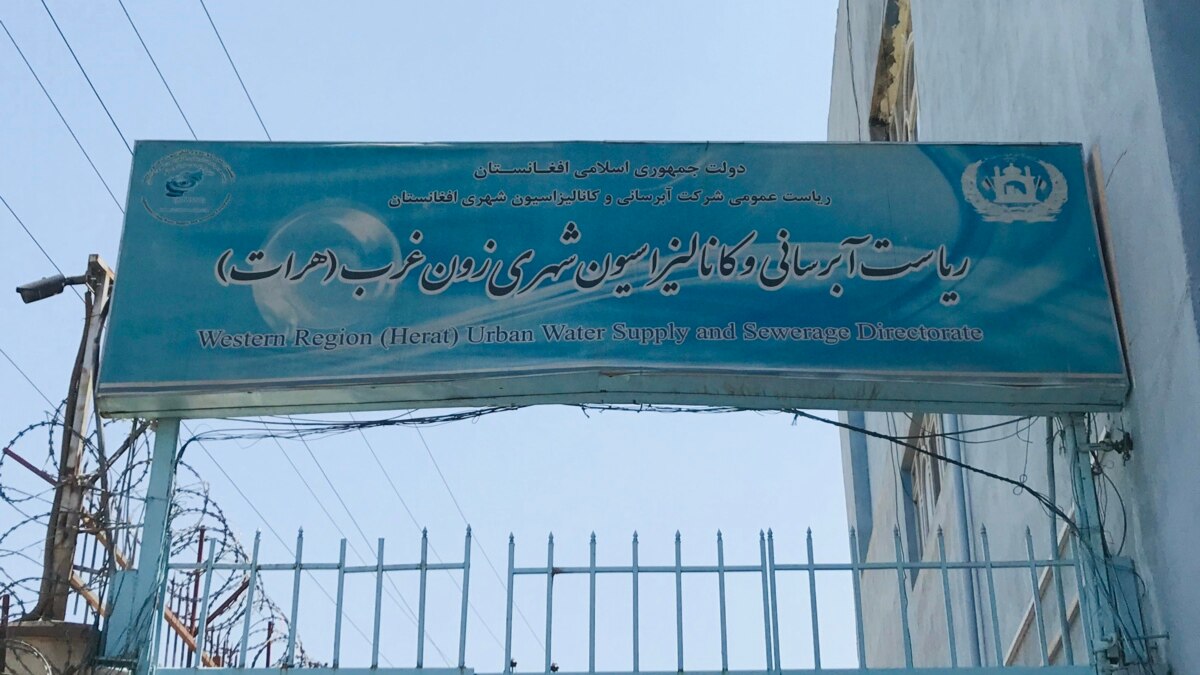 دولت جمهوری اسلامی افغانستان
ریاست عمومی شرکت آبرسانی و کانالیزاسیون شهری افغانستان
ریاست آبرسانی و کانالیزاسیون شهری زون غرب (هرات)
Western Region (Herat) Urban Water Supply and Sewerage Directorate